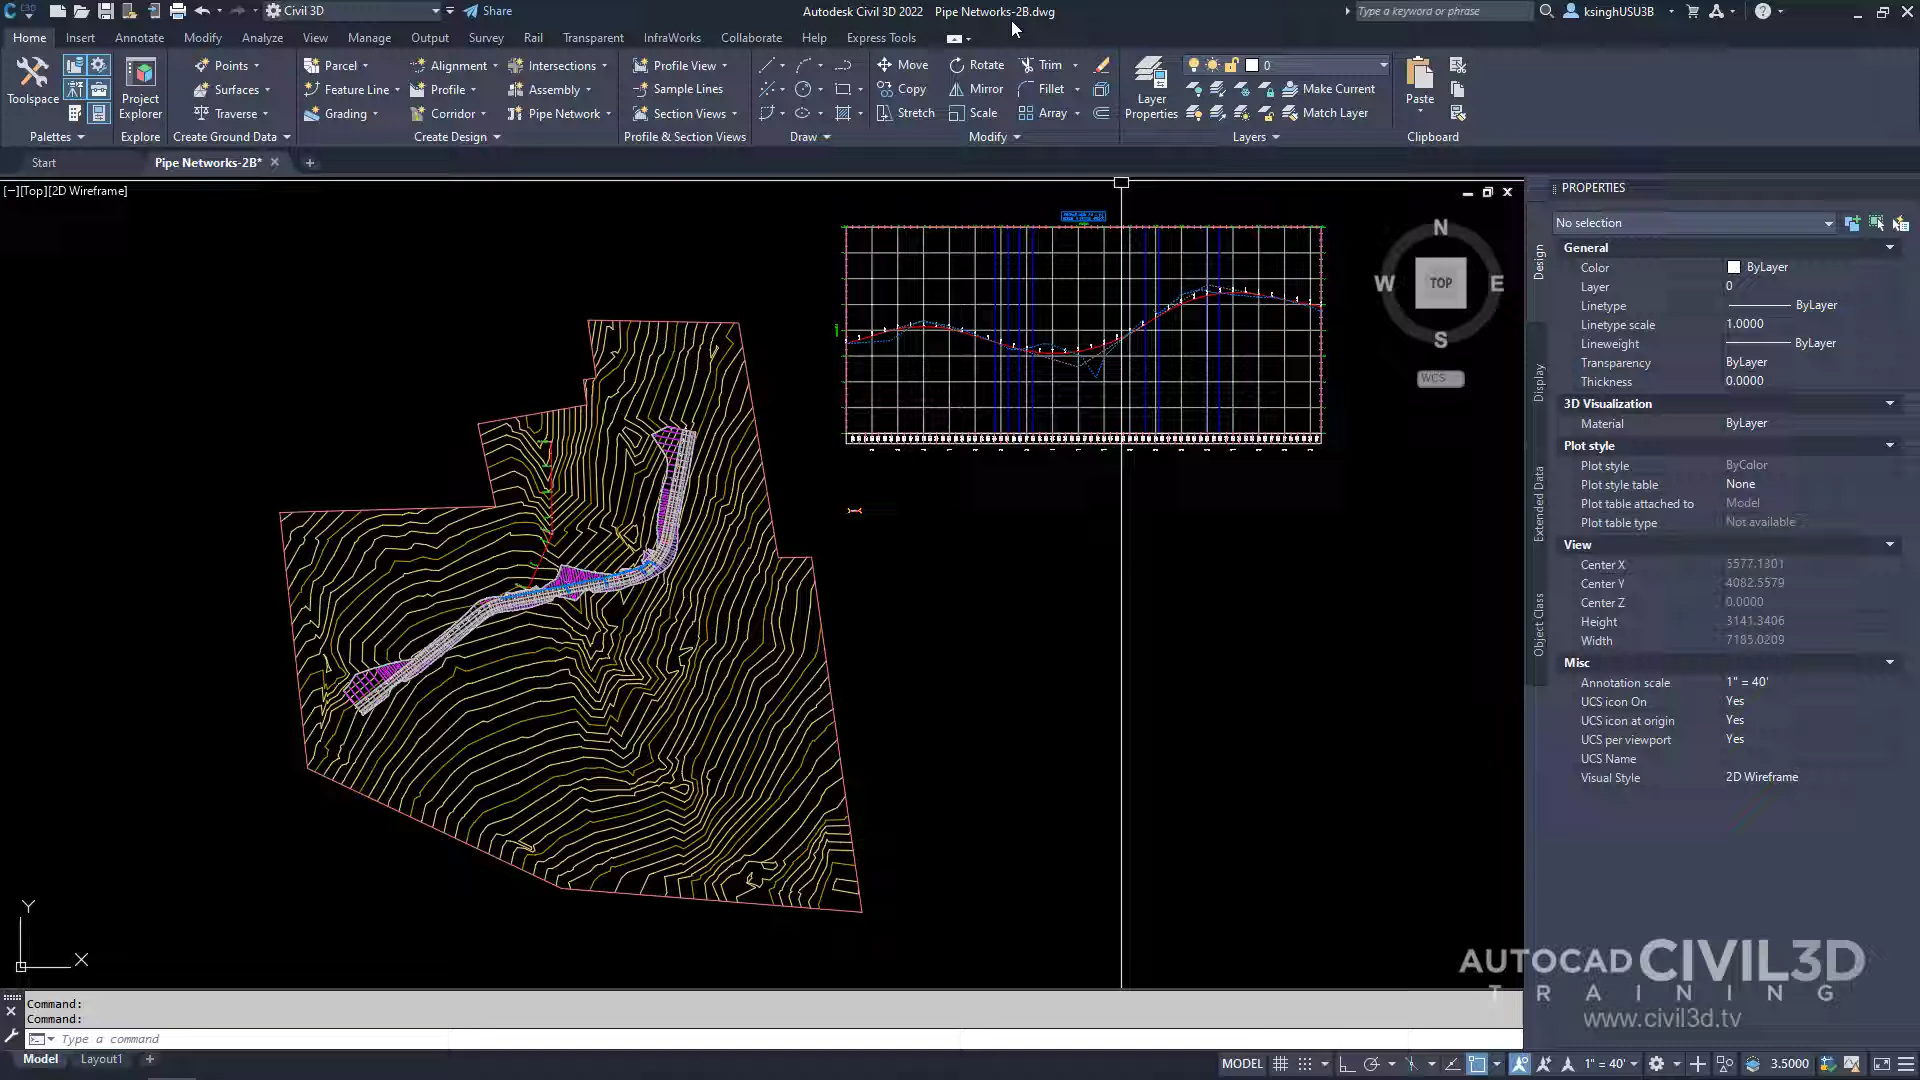 C3D
Civil 3D
Share
Autodesk Civil 3D 2022 Pipe Networks-2B.dwg
Type a keyword or phrase
ksinghUSU3B
Home Insert Annotate Modify Analyze View Manage Output Survey Rail Transparent InfraWorks Collaborate Help Express Tools
Points Parcel Alignment Intersections Profile View Move Rotate Trim 0
Surfaces Feature Line Profile Assembly Sample Lines Copy Mirror Fillet Make Current
Traverse Grading Corridor Pipe Network Section Views Stretch Scale Array Match Layer
Toolspace
Project
Explorer
Layer
Properties
Paste
Palettes Explore Create Ground Data Create Design Profile & Section Views Draw Modify Layers Clipboard
Start Pipe Networks-2B* +
[−][Top][2D Wireframe]
N
W TOP E
S
WCS
PROPERTIES
No selection
Design
Display
Extended Data
Object Class
General
Color ByLayer
Layer 0
Linetype ByLayer
Linetype scale 1.0000
Lineweight ByLayer
Transparency ByLayer
Thickness 0.0000
3D Visualization
Material ByLayer
Plot style
Plot style ByColor
Plot style table None
Plot table attached to Model
Plot table type Not available
View
Center X 5577.1301
Center Y 4082.5579
Center Z 0.0000
Height 3141.3406
Width 7185.0209
Misc
Annotation scale 1" = 40'
UCS icon On Yes
UCS icon at origin Yes
UCS per viewport Yes
UCS Name
Visual Style 2D Wireframe
Y
X
AUTOCAD CIVIL3D
TRAINING
www.civil3d.tv
Command:
Command:
Type a command
Model Layout1 +
MODEL 1" = 40' 3.5000